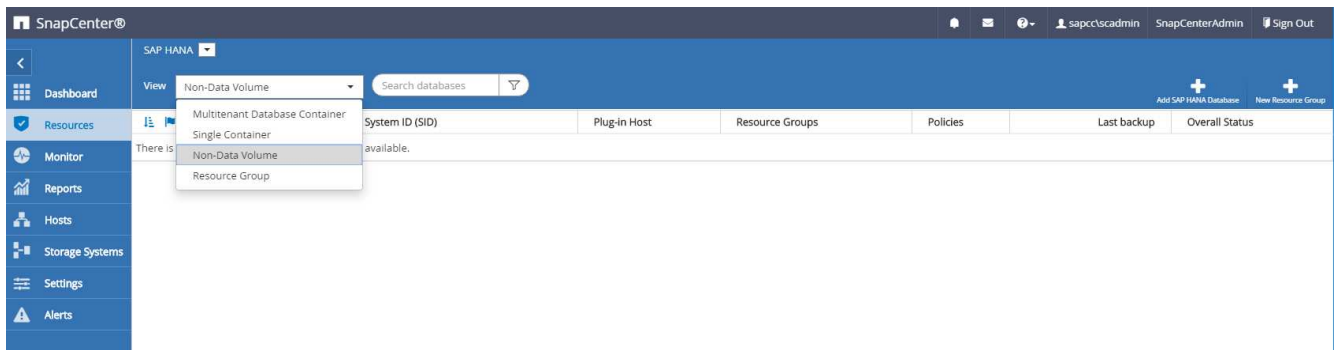 SnapCenter®
sapcc\scadmin SnapCenterAdmin Sign Out
SAP HANA
View Non-Data Volume Search databases
Add SAP HANA Database New Resource Group
Dashboard
Resources
Monitor
Reports
Hosts
Storage Systems
Settings
Alerts
Multitenant Database Container
Single Container
Non-Data Volume
Resource Group
System ID (SID) Plug-in Host Resource Groups Policies Last backup Overall Status
There is available.